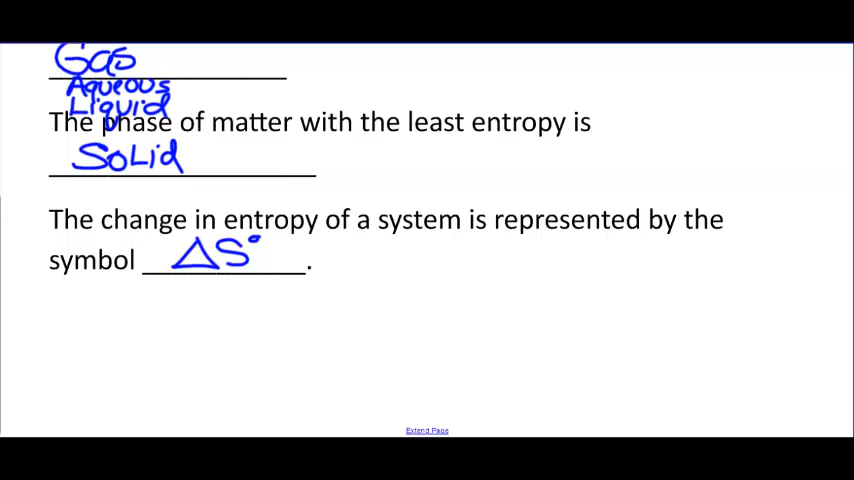 Gas
Aqueous
Liquid
The phase of matter with the least entropy is
Solid
The change in entropy of a system is represented by the
symbol ΔS° .
Extend Page